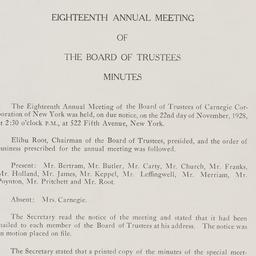 EIGHTEENTH ANNUAL MEETING
OF
THE BOARD OF TRUSTEES
MINUTES
The Eighteenth Annual Meeting of the Board of Trustees of Carnegie Cor-
oration of New York was held, on due notice, on the 22nd day of November, 1928,
t 2:30 o'clock P.M., at 522 Fifth Avenue, New York.
Elihu Root, Chairman of the Board of Trustees, presided, and the order of
usiness prescribed for the annual meeting was followed.
Present: Mr. Bertram, Mr. Butler, Mr. Carty, Mr. Church, Mr. Franks,
Mr. Holland, Mr. James, Mr. Keppel, Mr. Leffingwell, Mr. Merriam, Mr.
oynton, Mr. Pritchett and Mr. Root.
Absent: Mrs. Carnegie.
The Secretary read the notice of the meeting and stated that it had been
nailed to each member of the Board of Trustees at his address. The notice was
n motion placed on file.
The Secretary stated that a printed copy of the minutes of the special meet-